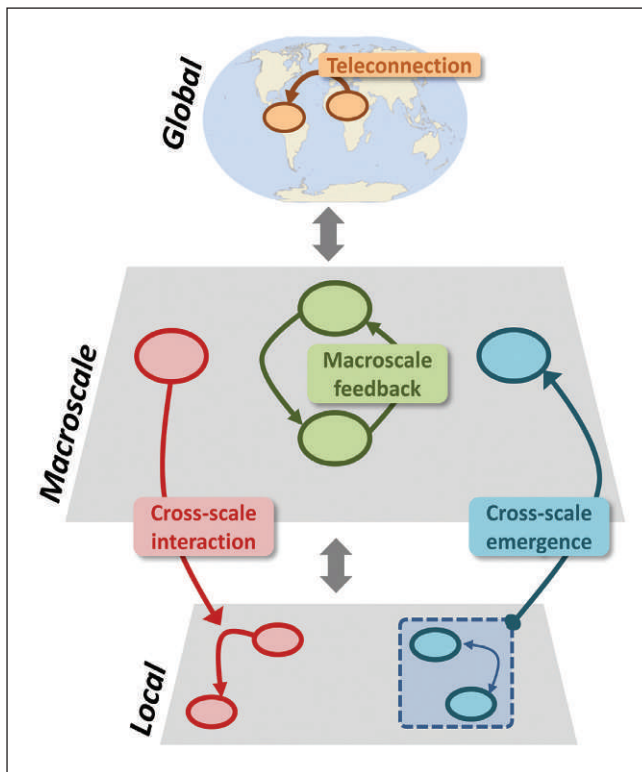 Global
Teleconnection
Macroscale
Macroscale
feedback
Cross-scale
interaction
Cross-scale
emergence
Local